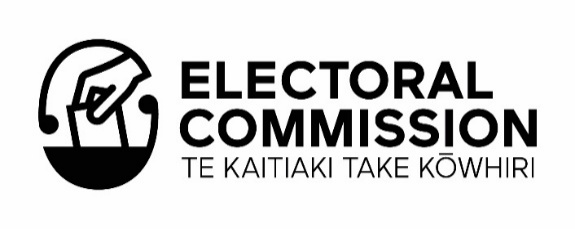 ELECTORAL
COMMISSION
TE KAITIAKI TAKE KŌWHIRI